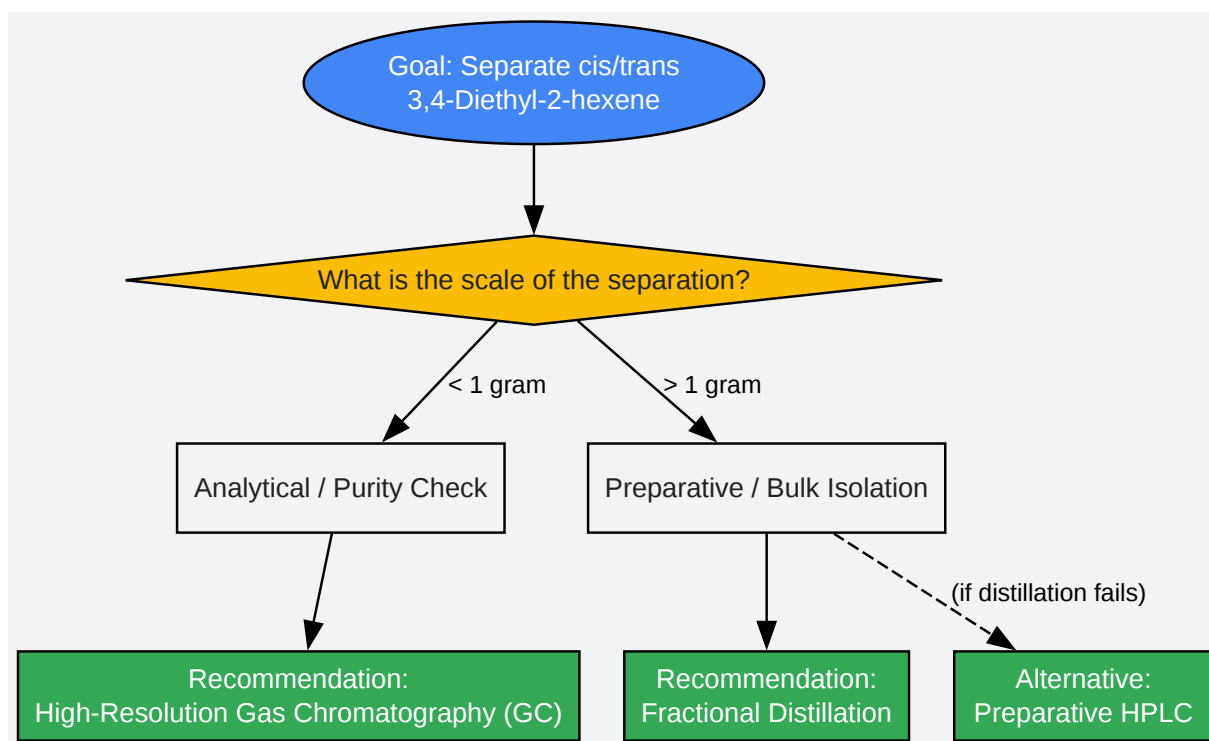 Goal: Separate cis/trans
3,4-Diethyl-2-hexene
What is the scale of the separation?
< 1 gram
> 1 gram
Analytical / Purity Check
Preparative / Bulk Isolation
(if distillation fails)
Recommendation:
High-Resolution Gas Chromatography (GC)
Recommendation:
Fractional Distillation
Alternative:
Preparative HPLC